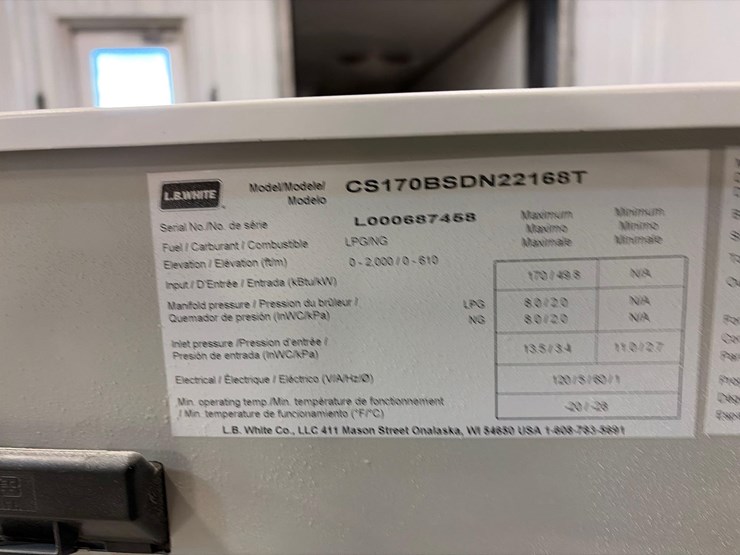 L.B.WHITE
Model/Modelel Modelo CS170BSDN22168T
Serial No./No. de série L000687458
Fuel / Carburant / Combustible LPG/NG
Elevation / Elévation (ft/m) 0 - 2,000 / 0 - 610
Maximum Minimum
Maximo Minimo
Maximale Minimale
Input / D'Entrée / Entrada (kBtu/kW) 170 / 49.8 N/A
Manifold pressure / Pression du brûleur / LPG 8.0 / 2.0 N/A
Quemador de presión (inWC/kPa) NG 8.0 / 2.0 N/A
Inlet pressure /Pression d'entrée /
Presión de entrada (inWC/kPa) 13.5 / 3.4 11.0 / 2.7
Electrical / Électrique / Eléctrico (V/A/Hz/Ø) 120 / 5 / 60 / 1
Min. operating temp./Min. température de fonctionnement
/ Min. temperature de funcionamiento (°F/°C) -20 / -28
L.B. White Co., LLC 411 Mason Street Onalaska, WI 54650 USA 1-608-783-5691